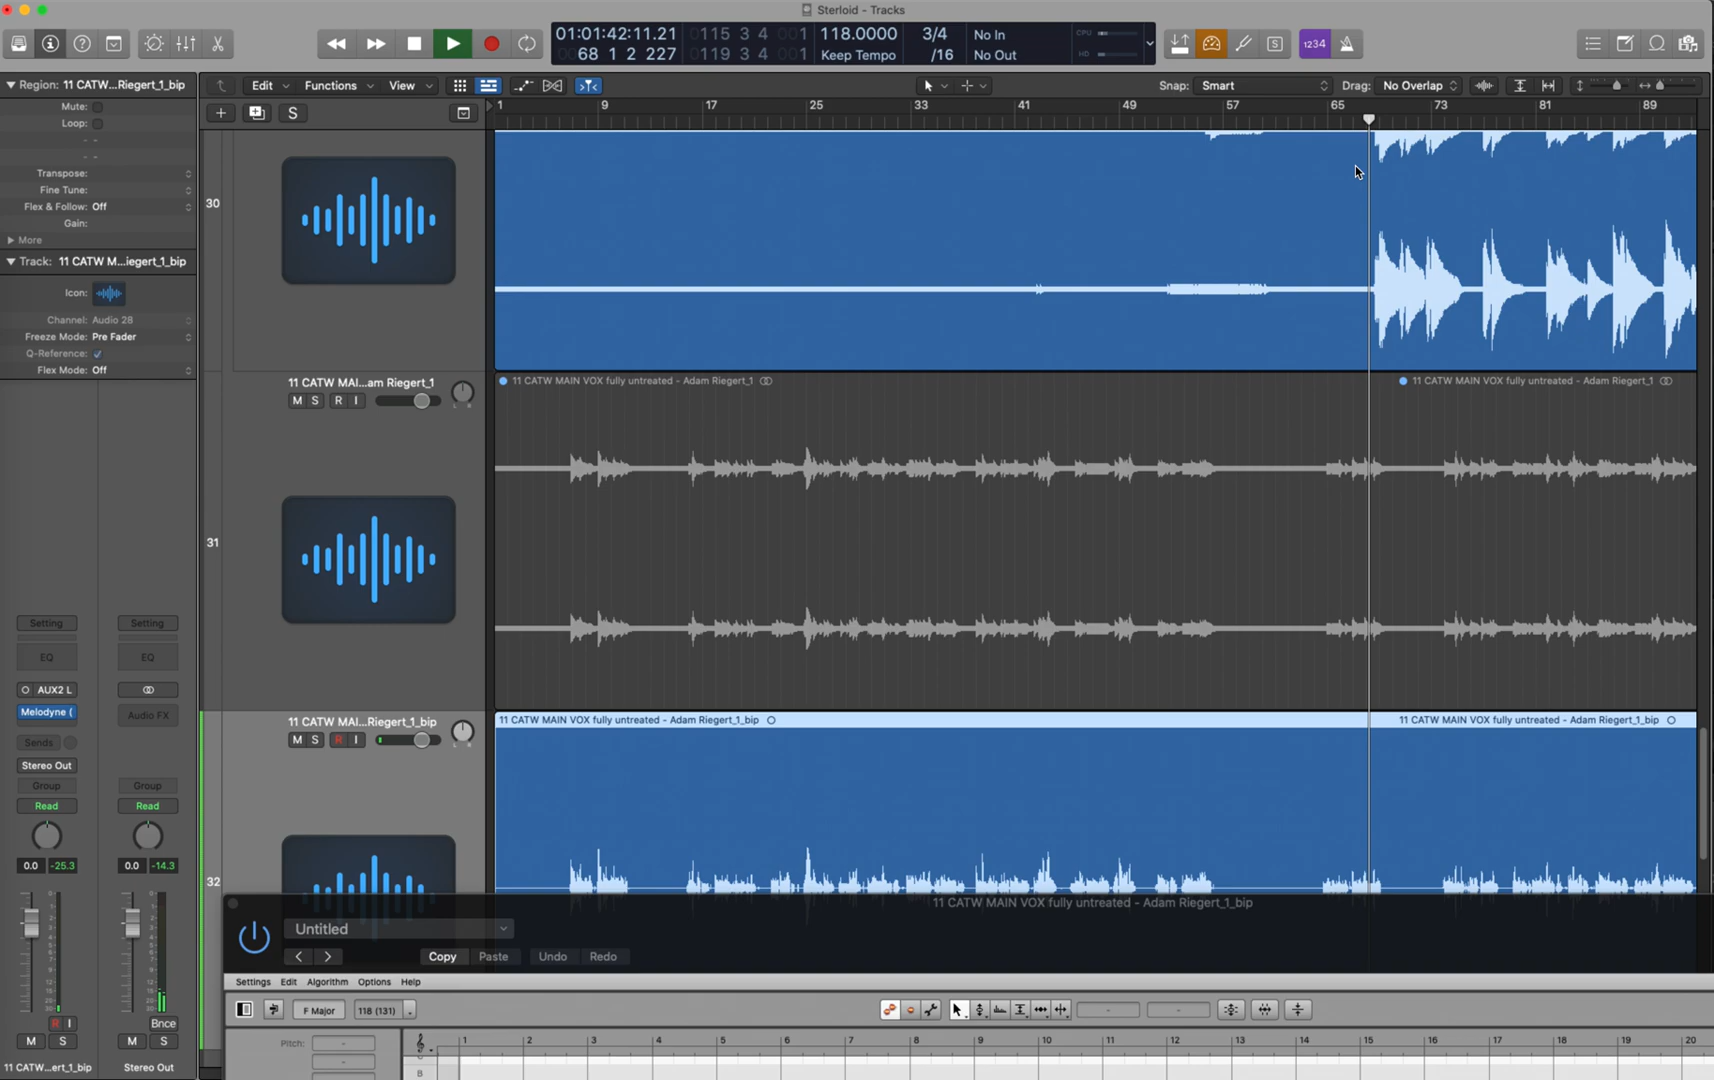 Sterloid - Tracks
01:01:42:11.21
68 1 2 227
0115 3 4 001
0119 3 4 001
118.0000
Keep Tempo
3/4
/16
No In
No Out
CPU
HD
S
1234
Region: 11 CATW...Riegert_1_bip
Edit
Functions
View
Snap: Smart
Drag: No Overlap
Mute:
Loop:
Transpose:
Fine Tune:
Flex & Follow: Off
Gain:
More
S
1 9 17 25 33 41 49 57 65 73 81 89
Track: 11 CATW M...iegert_1_bip
Icon:
Channel: Audio 28
Freeze Mode: Pre Fader
Q-Reference:
Flex Mode: Off
30
11 CATW MAI...am Riegert_1
M S R I
L R
11 CATW MAIN VOX fully untreated - Adam Riegert_1
11 CATW MAIN VOX fully untreated - Adam Riegert_1
31
11 CATW MAI...Riegert_1_bip
M S R I
L R
11 CATW MAIN VOX fully untreated - Adam Riegert_1_bip
11 CATW MAIN VOX fully untreated - Adam Riegert_1_bip
32
Setting Setting
EQ EQ
AUX2 L
Melodyne ( Audio FX
Sends
Stereo Out
Group Group
Read Read
0.0 -25.3 0.0 -14.3
R I Bnce
M S M S
11 CATW...ert_1_bip Stereo Out
11 CATW MAIN VOX fully untreated - Adam Riegert_1_bip
Untitled
Copy Paste Undo Redo
Settings Edit Algorithm Options Help
F Major 118 (131)
Pitch: -
-
1 2 3 4 5 6 7 8 9 10 11 12 13 14 15 16 17 18 19 20
B